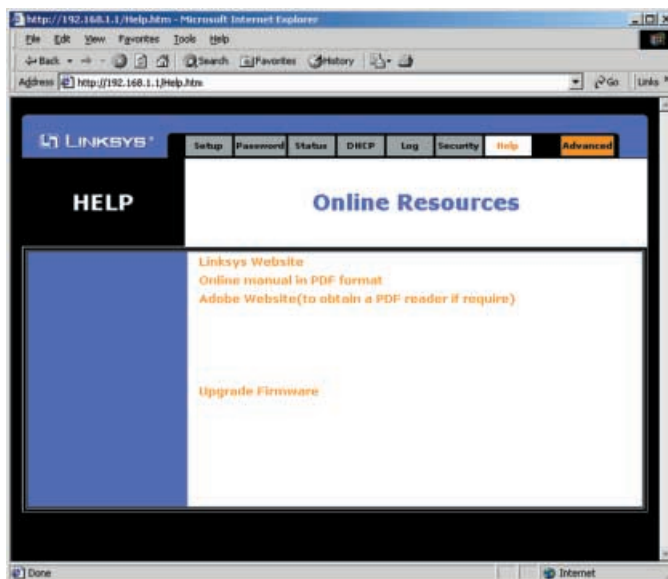 http://192.168.1.1/Help.htm - Microsoft Internet Explorer
File Edit View Favorites Tools Help
Back Search Favorites History
Address http://192.168.1.1/Help.htm Go Links
LINKSYS®
Setup Password Status DHCP Log Security Help Advanced
HELP
Online Resources
Linksys Website
Online manual in PDF format
Adobe Website(to obtain a PDF reader if require)
Upgrade Firmware
Done Internet